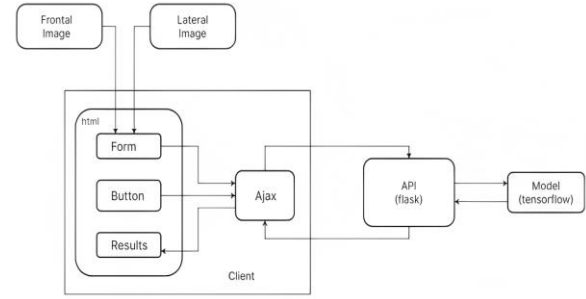 Frontal
Image
Lateral
Image
html
Form
Button
Results
Ajax
Client
API
(flask)
Model
(tensorflow)